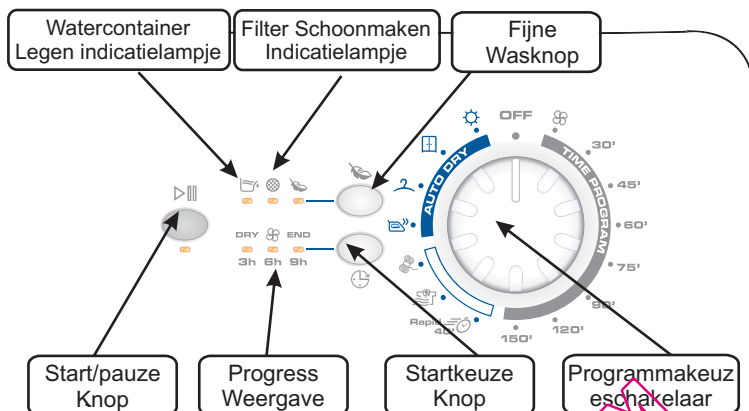 Watercontainer
Legen indicatielampje
Filter Schoonmaken
Indicatielampje
Fijne
Wasknop
OFF
AUTO DRY
TIME PROGRAM
30'
45'
60'
75'
90'
120'
150'
Rapid
40'
DRY END
3h 6h 9h
Start/pauze
Knop
Progress
Weergave
Startkeuze
Knop
Programmakeuz
eschakelaar